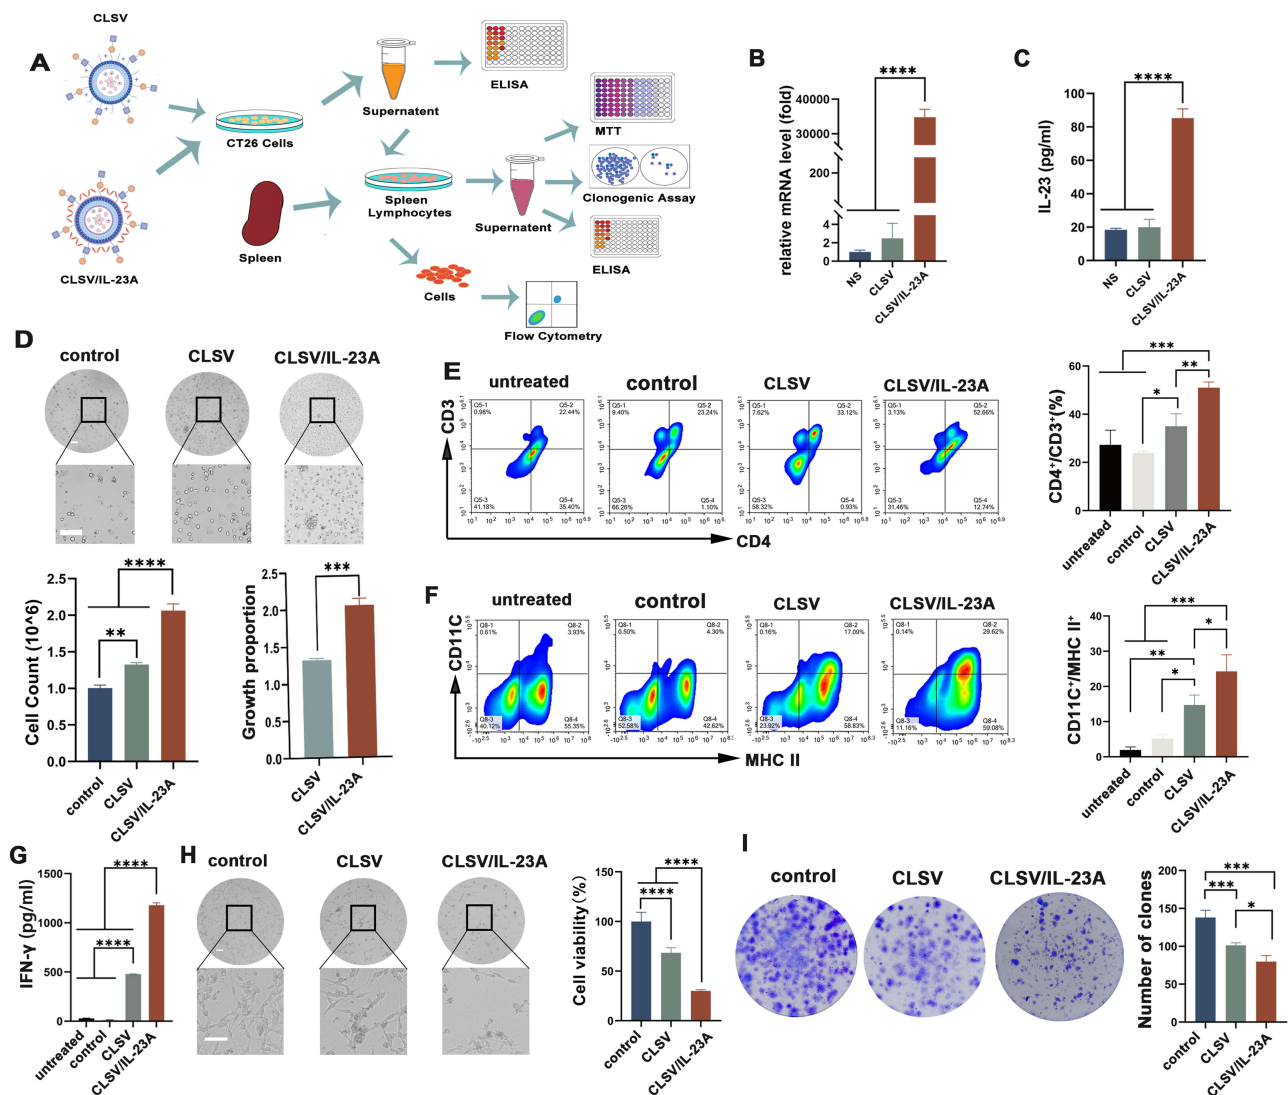 A
CLSV
CLSV/IL-23A
CT26 Cells
Spleen
Supernatent
ELISA
Spleen
Lymphocytes
Supernatent
MTT
Clonogenic Assay
ELISA
Cells
Flow Cytometry
B
relative mRNA level (fold)
****
40000
30000
200
4
2
0
NS
CLSV
CLSV/IL-23A
C
IL-23 (pg/ml)
****
100
80
60
40
20
0
NS
CLSV
CLSV/IL-23A
D
control
CLSV
CLSV/IL-23A
Cell Count (10^6)
****
**
2.5
2.0
1.5
1.0
0.5
0.0
control
CLSV
CLSV/IL-23A
Growth proportion
***
2.5
2.0
1.5
1.0
0.5
0.0
CLSV
CLSV/IL-23A
E
untreated
control
CLSV
CLSV/IL-23A
CD3
CD4
Q5-1
0.98%
Q5-2
22.44%
Q5-3
41.18%
Q5-4
35.40%
Q5-1
9.40%
Q5-2
23.24%
Q5-3
66.26%
Q5-4
1.10%
Q5-1
7.62%
Q5-2
33.12%
Q5-3
58.32%
Q5-4
0.93%
Q5-1
3.13%
Q5-2
52.66%
Q5-3
31.46%
Q5-4
12.74%
CD4⁺/CD3⁺(%)
***
**
*
60
40
20
0
untreated
control
CLSV
CLSV/IL-23A
F
untreated
control
CLSV
CLSV/IL-23A
CD11C
MHC II
Q8-1
0.61%
Q8-2
3.93%
Q8-3
40.12%
Q8-4
55.35%
Q8-1
0.50%
Q8-2
4.30%
Q8-3
52.58%
Q8-4
42.62%
Q8-1
0.16%
Q8-2
17.09%
Q8-3
23.92%
Q8-4
58.83%
Q8-1
0.14%
Q8-2
29.62%
Q8-3
11.16%
Q8-4
59.08%
CD11C⁺/MHC II⁺
***
*
**
*
40
30
20
10
0
untreated
control
CLSV
CLSV/IL-23A
G
IFN-γ (pg/ml)
****
****
1500
1000
500
0
untreated
control
CLSV
CLSV/IL-23A
H
control
CLSV
CLSV/IL-23A
Cell viability (%)
****
****
150
100
50
0
control
CLSV
CLSV/IL-23A
I
control
CLSV
CLSV/IL-23A
Number of clones
***
***
*
200
150
100
50
0
control
CLSV
CLSV/IL-23A